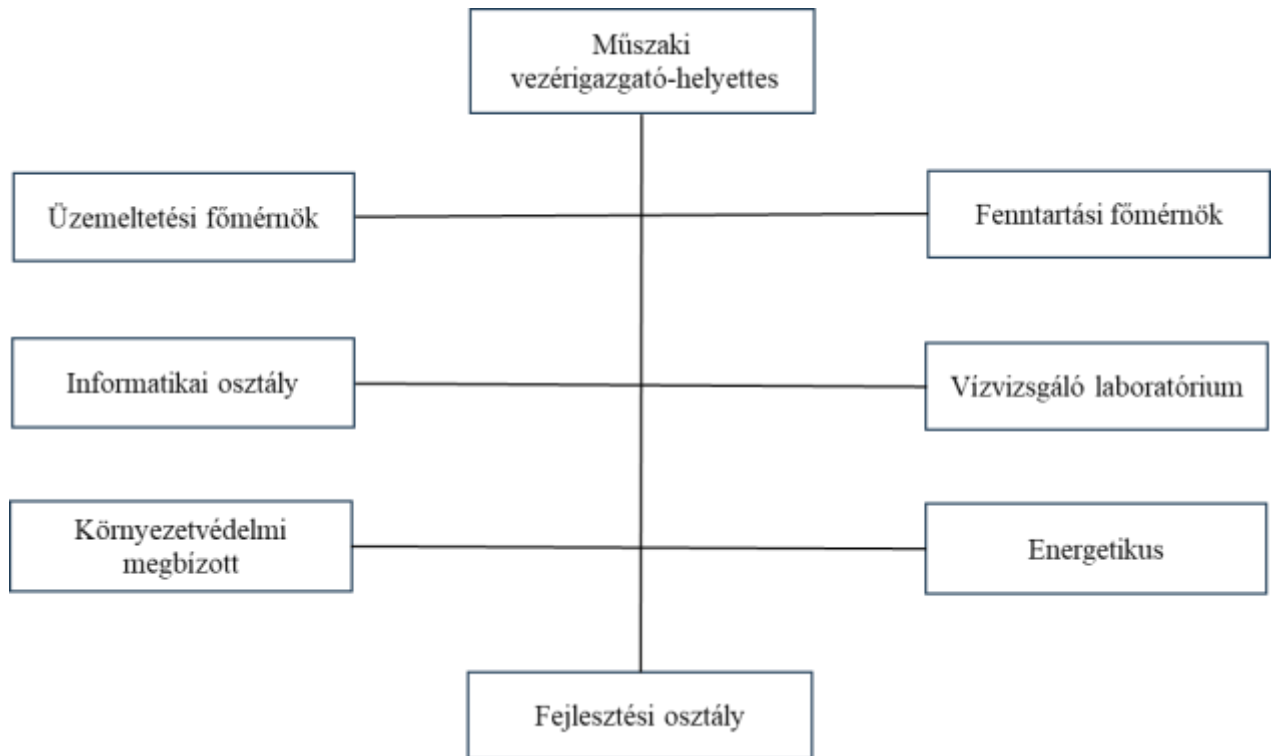 Műszaki
vezérigazgató-helyettes
Üzemeltetési főmérnök
Fenntartási főmérnök
Informatikai osztály
Vízvizsgáló laboratórium
Környezetvédelmi
megbízott
Energetikus
Fejlesztési osztály